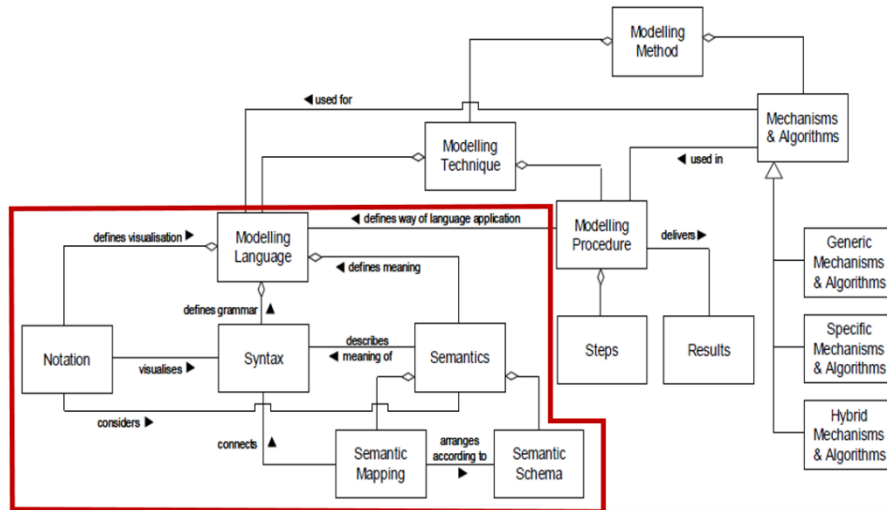 Modelling
Method
◄ used for
Mechanisms
& Algorithms
Modelling
Technique
◄ used in
◄ defines way of language application
defines visualisation ►
Modelling
Language
Modelling
Procedure
delivers ►
◄ defines meaning
Generic
Mechanisms
& Algorithms
defines grammar ▲
Notation
visualises ►
Syntax
describes
◄ meaning of
Semantics
Steps
Results
Specific
Mechanisms
& Algorithms
considers ►
connects ▲
Semantic
Mapping
arranges
according to
►
Semantic
Schema
Hybrid
Mechanisms
& Algorithms